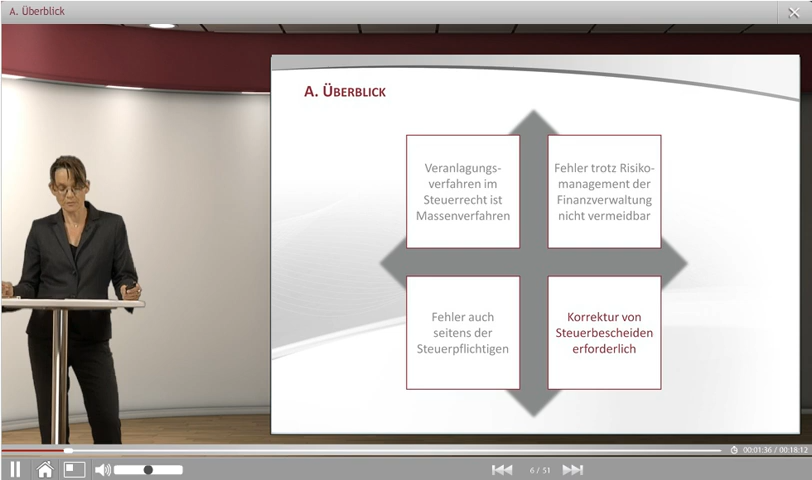 A. Überblick
A. ÜBERBLICK
Veranlagungs-
verfahren im
Steuerrecht ist
Massenverfahren
Fehler trotz Risiko-
management der
Finanzverwaltung
nicht vermeidbar
Fehler auch
seitens der
Steuerpflichtigen
Korrektur von
Steuerbescheiden
erforderlich
00:01:36 / 00:18:12
6 / 51